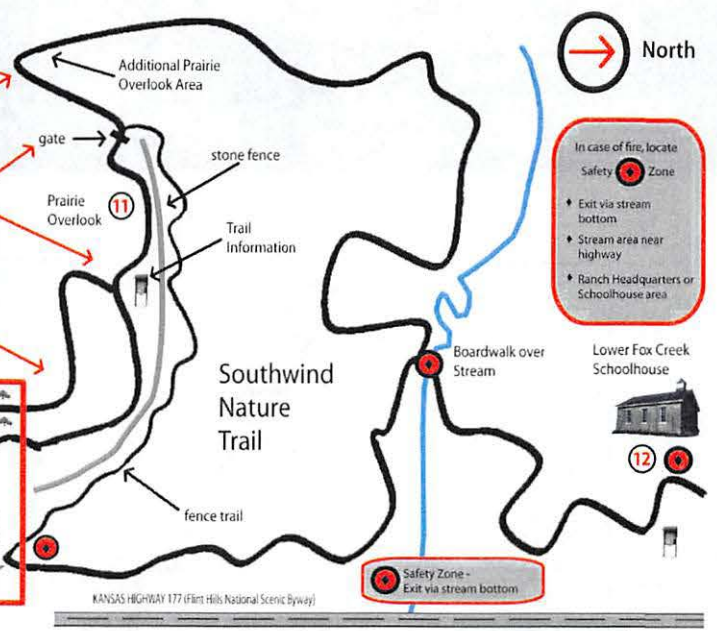 North
Additional Prairie
Overlook Area
gate
stone fence
In case of fire, locate
Safety Zone
Exit via stream
bottom
Stream area near
highway
Ranch Headquarters or
Schoolhouse area
Prairie
Overlook
11
Trail
Information
Boardwalk over
Stream
Lower Fox Creek
Schoolhouse
Southwind
Nature
Trail
12
fence trail
Safety Zone -
Exit via stream bottom
KANSAS HIGHWAY 177 (Flint Hills National Scenic Byway)